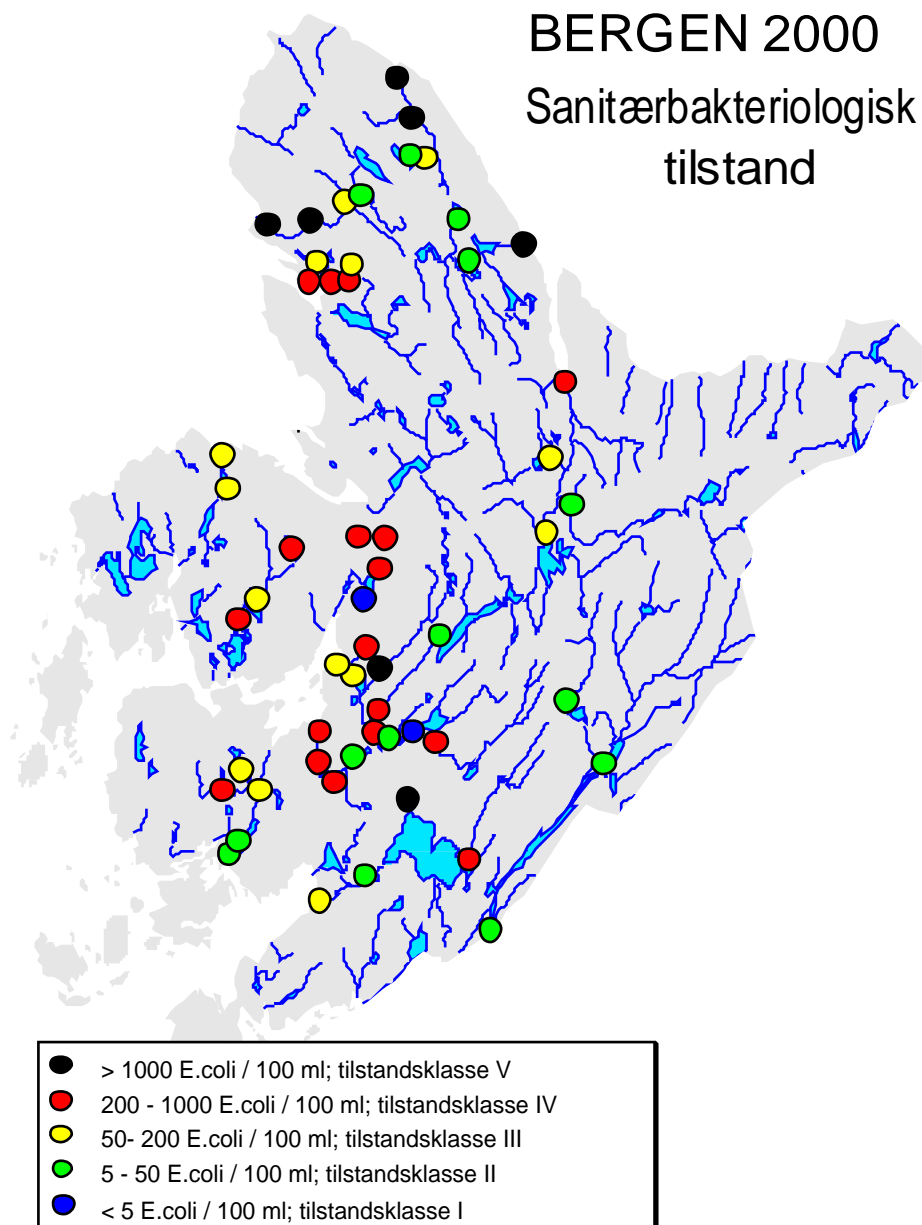 BERGEN 2000
Sanitærbakteriologisk
tilstand
> 1000 E.coli / 100 ml; tilstandsklasse V
200 - 1000 E.coli / 100 ml; tilstandsklasse IV
50- 200 E.coli / 100 ml; tilstandsklasse III
5 - 50 E.coli / 100 ml; tilstandsklasse II
< 5 E.coli / 100 ml; tilstandsklasse I